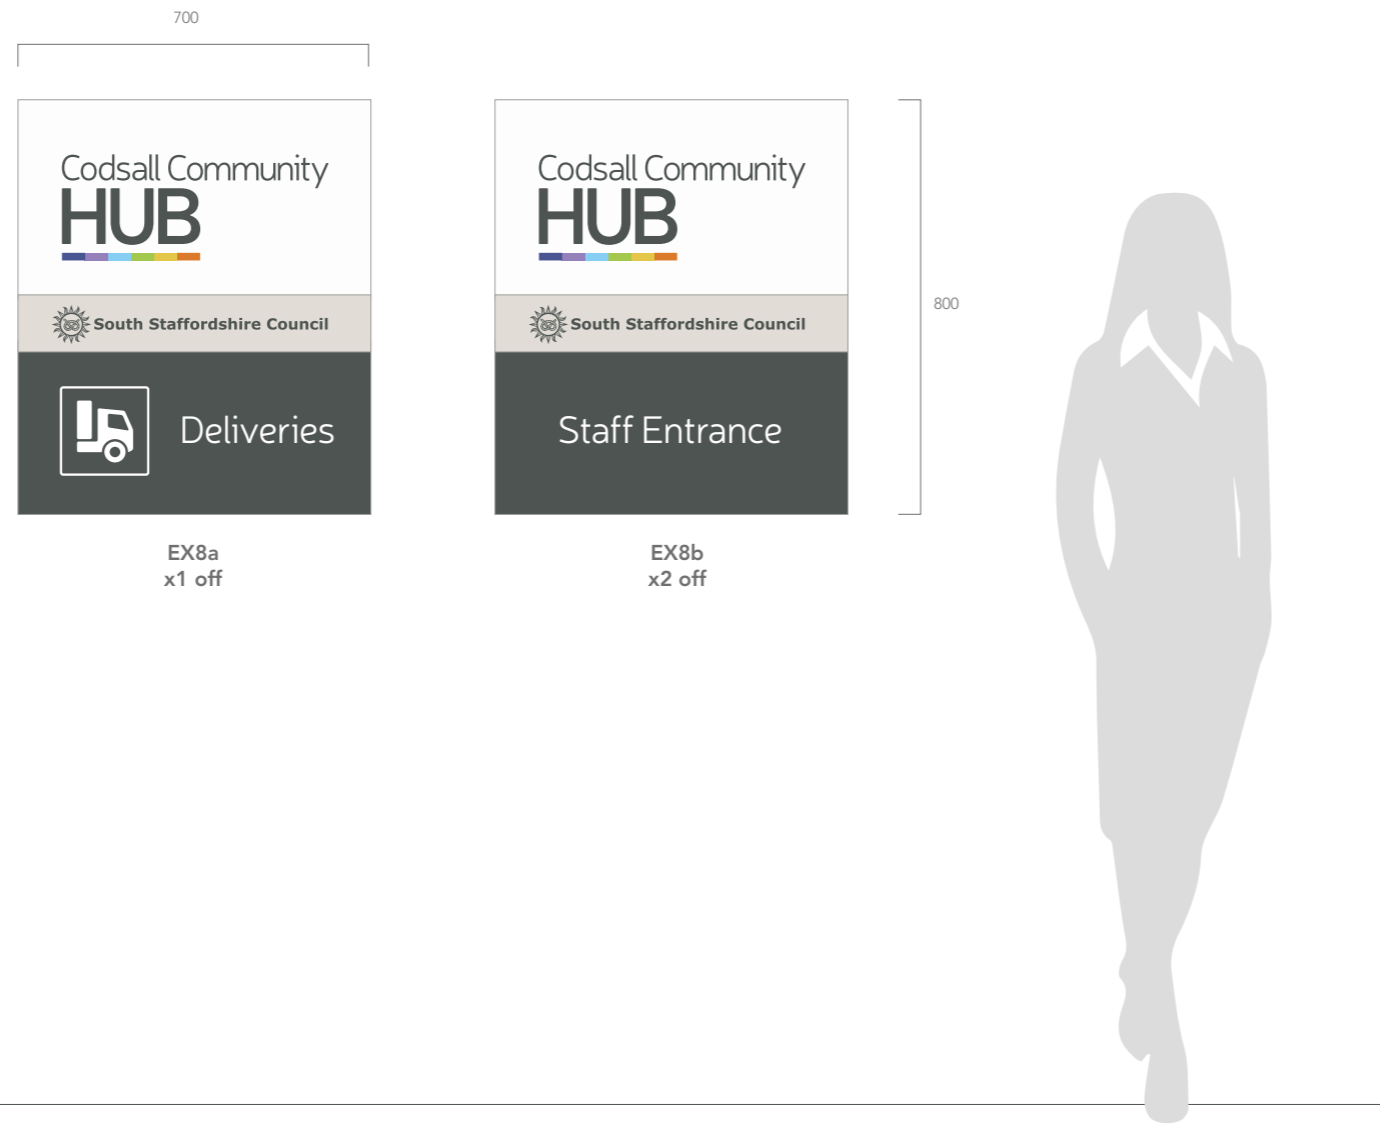 700
Codsall Community
HUB
South Staffordshire Council
Deliveries
EX8a
x1 off
Codsall Community
HUB
South Staffordshire Council
Staff Entrance
EX8b
x2 off
800